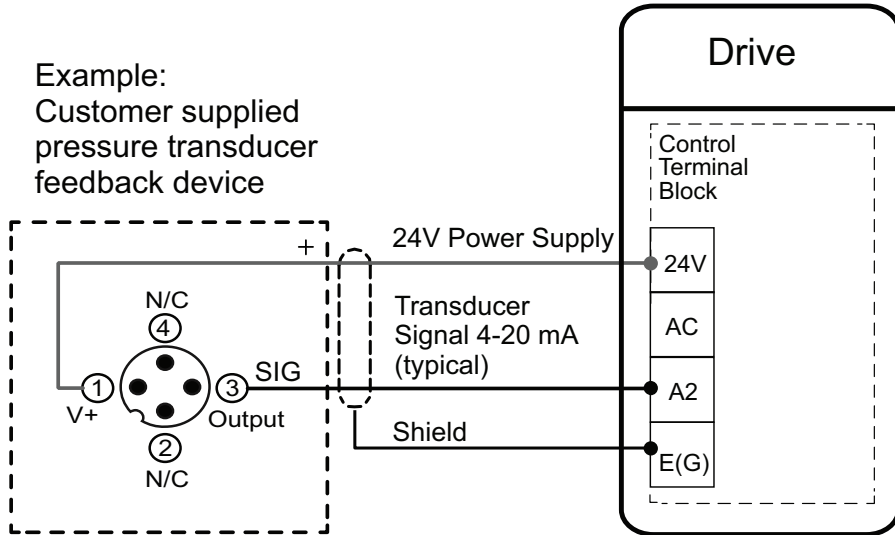 Example:
Customer supplied
pressure transducer
feedback device
Drive
Control
Terminal
Block
24V Power Supply
+
24V
N/C
4
Transducer
Signal 4-20 mA
(typical)
AC
1
V+
3
SIG
Output
A2
2
N/C
Shield
E(G)